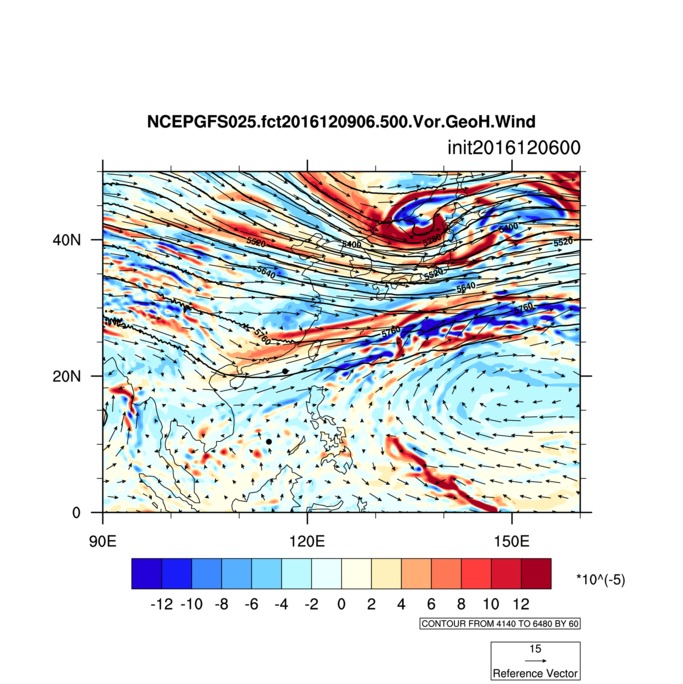 NCEPGFS025.fct2016120906.500.Vor.GeoH.Wind
init2016120600
40N
20N
0
90E 120E 150E
5520
5400
5640
5760
5520
5400
5520
5640
5760
5760
-12 -10 -8 -6 -4 -2 0 2 4 6 8 10 12
*10^(-5)
CONTOUR FROM 4140 TO 6480 BY 60
15
Reference Vector